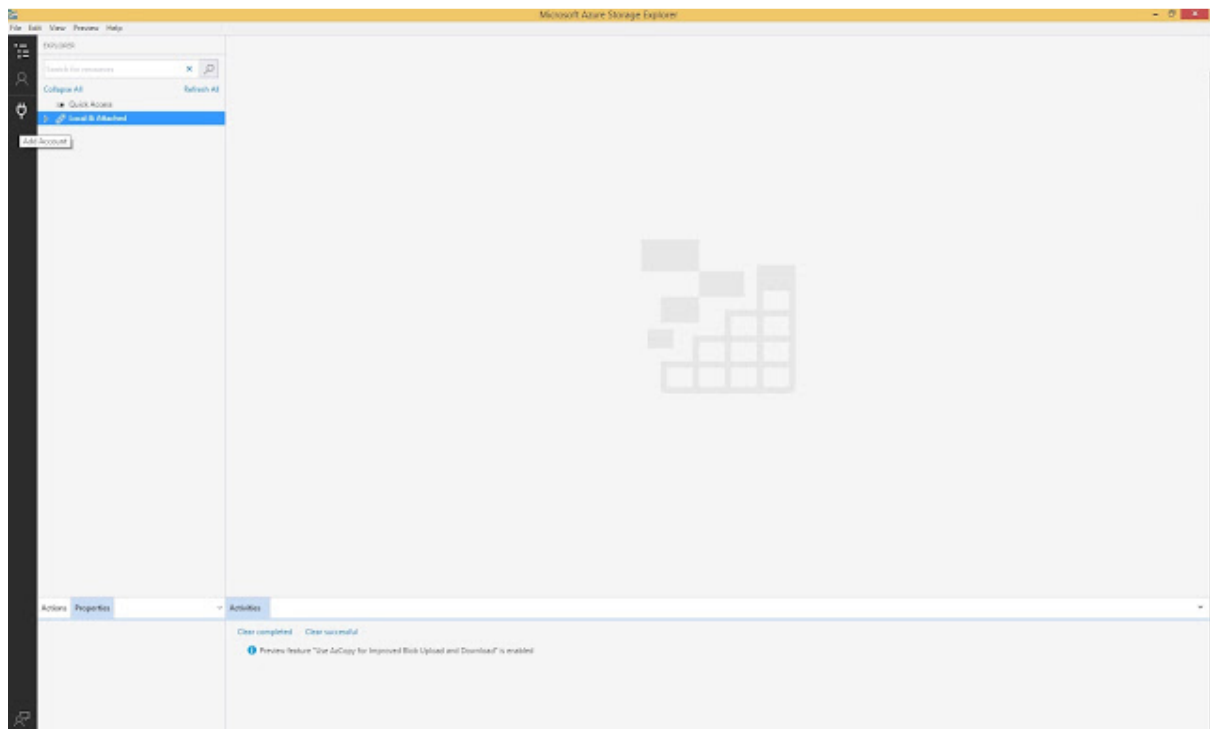 Microsoft Azure Storage Explorer
File Edit View Preview Help
EXPLORER
Search for resources
Collapse All Refresh All
Quick Access
Local & Attached
Add Account
Actions Properties Activities
Clear completed Clear successful
Preview feature "Use AzCopy for Improved Blob Upload and Download" is enabled